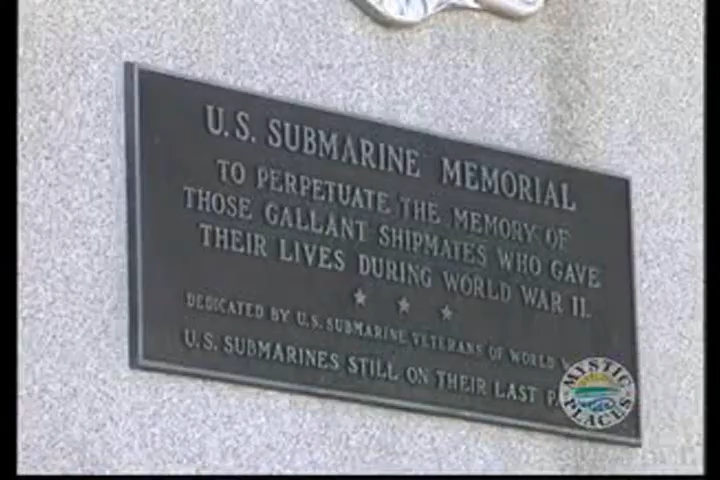 U.S. SUBMARINE MEMORIAL
TO PERPETUATE THE MEMORY OF
THOSE GALLANT SHIPMATES WHO GAVE
THEIR LIVES DURING WORLD WAR II.
DEDICATED BY U.S. SUBMARINE VETERANS OF WORLD
U.S. SUBMARINES STILL ON THEIR LAST
MYSTIC
PLACES